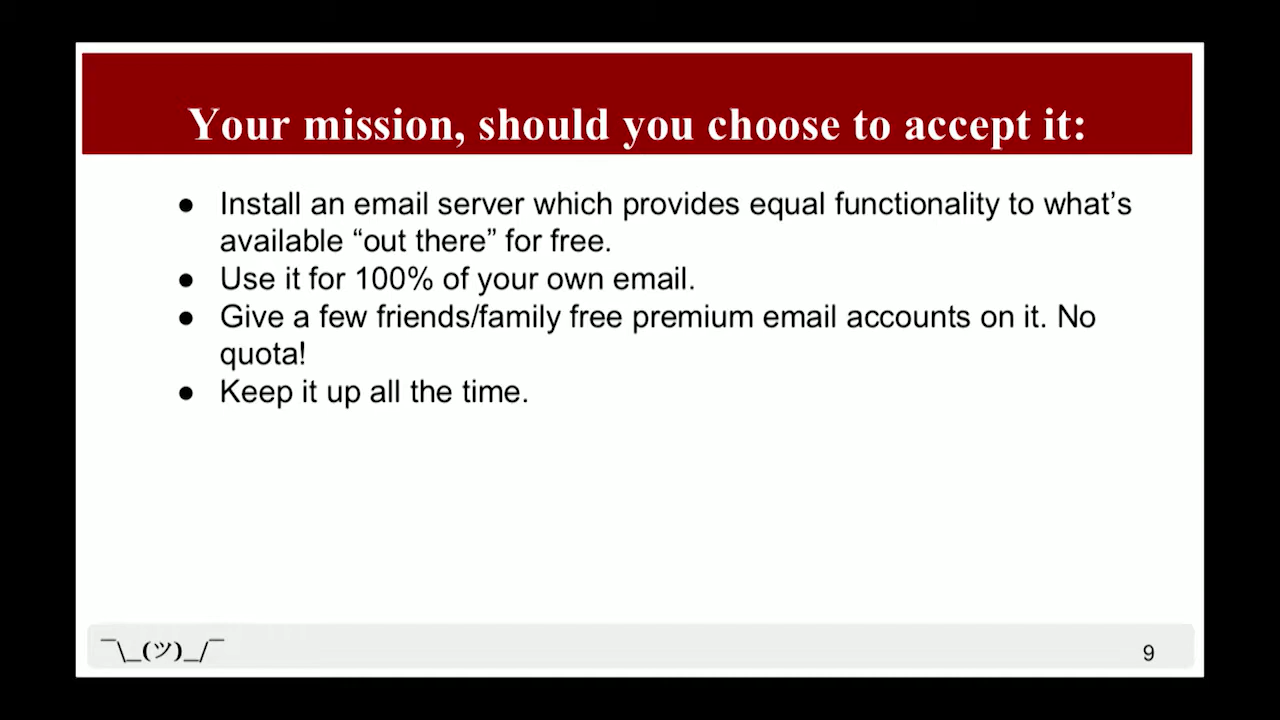 Your mission, should you choose to accept it:
● Install an email server which provides equal functionality to what’s
available “out there” for free.
● Use it for 100% of your own email.
● Give a few friends/family free premium email accounts on it. No
quota!
● Keep it up all the time.
¯\_(ツ)_/¯
9